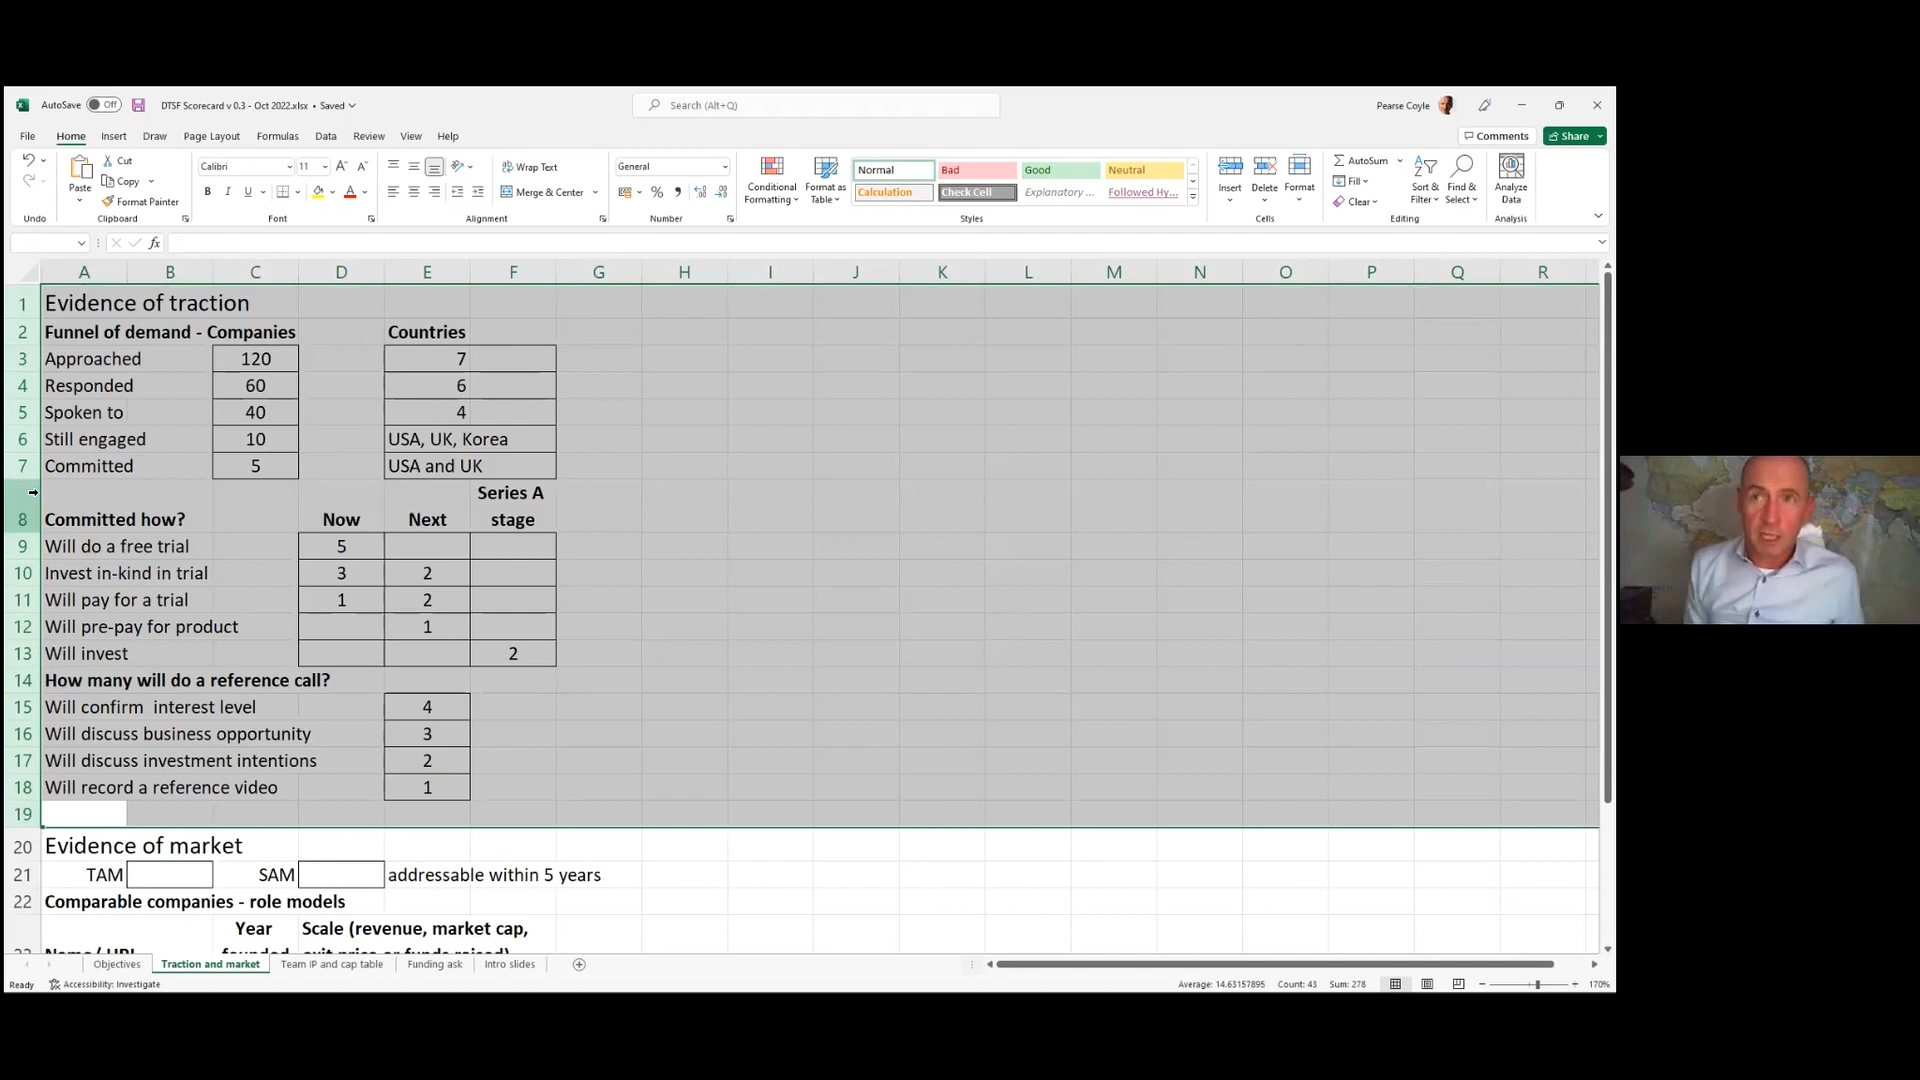 AutoSave Off DTSF Scorecard v 0.3 - Oct 2022.xlsx • Saved Search (Alt+Q) Pearse Coyle
File Home Insert Draw Page Layout Formulas Data Review View Help Comments Share
Paste Cut Copy Format Painter
Calibri 11 Wrap Text General
B I U Merge & Center
Conditional Formatting Format as Table
Normal Bad Good Neutral
Calculation Check Cell Explanatory ... Followed Hy...
Insert Delete Format
AutoSum Fill Clear
Sort & Filter Find & Select Analyze Data
Undo Clipboard Font Alignment Number Styles Cells Editing Analysis
fx
A B C D E F G H I J K L M N O P Q R
1 Evidence of traction
2 Funnel of demand - Companies Countries
3 Approached 120 7
4 Responded 60 6
5 Spoken to 40 4
6 Still engaged 10 USA, UK, Korea
7 Committed 5 USA and UK
Series A
8 Committed how? Now Next stage
9 Will do a free trial 5
10 Invest in-kind in trial 3 2
11 Will pay for a trial 1 2
12 Will pre-pay for product 1
13 Will invest 2
14 How many will do a reference call?
15 Will confirm interest level 4
16 Will discuss business opportunity 3
17 Will discuss investment intentions 2
18 Will record a reference video 1
19
20 Evidence of market
21 TAM SAM addressable within 5 years
22 Comparable companies - role models
Year Scale (revenue, market cap,
23 Name/ URL founded exit price or funds raised)
Objectives Traction and market Team IP and cap table Funding ask Intro slides
Ready Accessibility: Investigate Average: 14.63157895 Count: 43 Sum: 278 170%